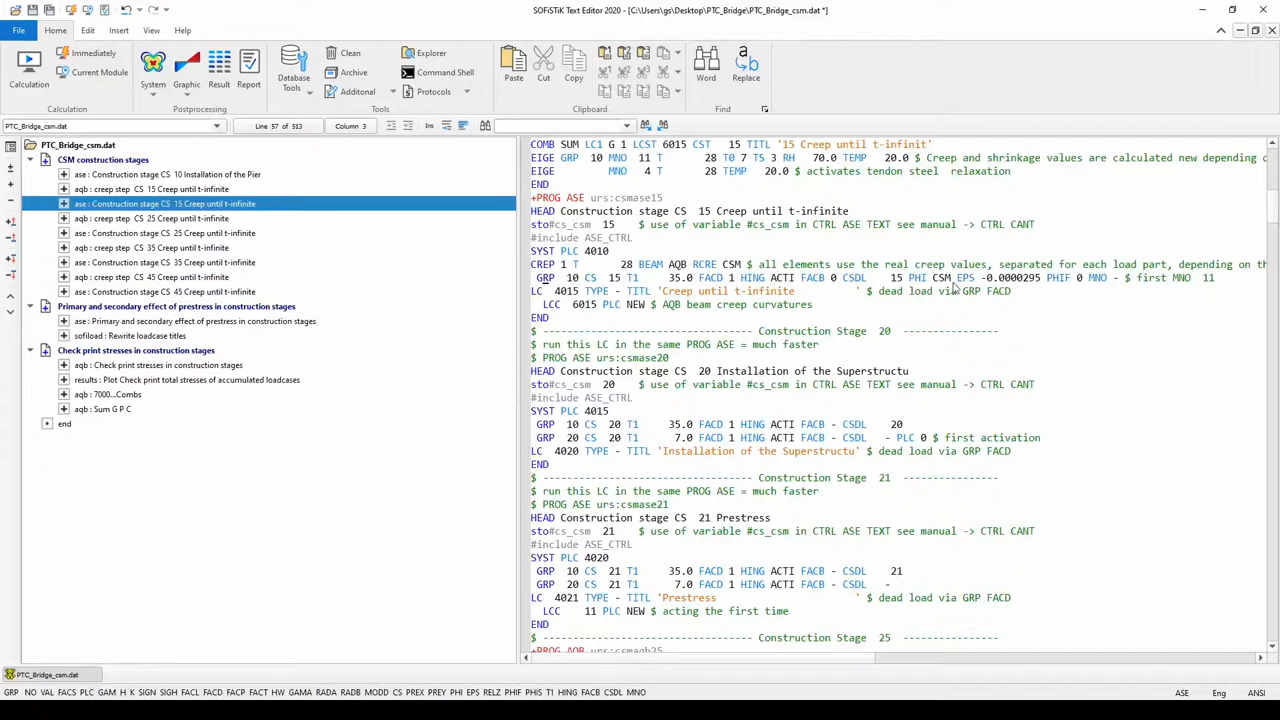 SOFiSTiK Text Editor 2020 - [C:\Users\gs\Desktop\PTC_Bridge\PTC_Bridge_csm.dat *]
File Home Edit Insert View Help
Immediately
Current Module
Calculation
System Graphic Result Report
Database Tools
Clean
Archive
Additonal
Explorer
Command Shell
Protocols
Paste Cut Copy
Word Replace
Calculation Postprocessing Tools Clipboard Find
PTC_Bridge_csm.dat Line 57 of 513 Column 3 Ins
PTC_Bridge_csm.dat
CSM construction stages
ase : Construction stage CS 10 Installation of the Pier
aqb : creep step CS 15 Creep until t-infinite
ase : Construction stage CS 15 Creep until t-infinite
aqb : creep step CS 25 Creep until t-infinite
ase : Construction stage CS 25 Creep until t-infinite
aqb : creep step CS 35 Creep until t-infinite
ase : Construction stage CS 35 Creep until t-infinite
aqb : creep step CS 45 Creep until t-infinite
ase : Construction stage CS 45 Creep until t-infinite
Primary and secondary effect of prestress in construction stages
ase : Primary and secondary effect of prestress in construction stages
sofiload : Rewrite loadcase titles
Check print stresses in construction stages
aqb : Check print stresses in construction stages
results : Plot Check print total stresses of accumulated loadcases
aqb : 7000...Combs
aqb : Sum G P C
end
COMB SUM LC1 G 1 LCST 6015 CST 15 TITL '15 Creep until t-infinit'
EIGE GRP 10 MNO 11 T 28 T0 7 TS 3 RH 70.0 TEMP 20.0 $ Creep and shrinkage values are calculated new depending o
EIGE MNO 4 T 28 TEMP 20.0 $ activates tendon steel relaxation
END
+PROG ASE urs:csmase15
HEAD Construction stage CS 15 Creep until t-infinite
sto#cs_csm 15 $ use of variable #cs_csm in CTRL ASE TEXT see manual -> CTRL CANT
#include ASE_CTRL
SYST PLC 4010
CREP 1 T 28 BEAM AQB RCRE CSM $ all elements use the real creep values, separated for each load part, depending on th
GRP 10 CS 15 T1 35.0 FACD 1 HING ACTI FACB 0 CSDL 15 PHI CSM EPS -0.0000295 PHIF 0 MNO - $ first MNO 11
LC 4015 TYPE - TITL 'Creep until t-infinite ' $ dead load via GRP FACD
LCC 6015 PLC NEW $ AQB beam creep curvatures
END
$ -------------------------------- Construction Stage 20 ----------------
$ run this LC in the same PROG ASE = much faster
$ PROG ASE urs:csmase20
HEAD Construction stage CS 20 Installation of the Superstructu
sto#cs_csm 20 $ use of variable #cs_csm in CTRL ASE TEXT see manual -> CTRL CANT
#include ASE_CTRL
SYST PLC 4015
GRP 10 CS 20 T1 35.0 FACD 1 HING ACTI FACB - CSDL 20
GRP 20 CS 20 T1 7.0 FACD 1 HING ACTI FACB - CSDL - PLC 0 $ first activation
LC 4020 TYPE - TITL 'Installation of the Superstructu' $ dead load via GRP FACD
END
$ -------------------------------- Construction Stage 21 ----------------
$ run this LC in the same PROG ASE = much faster
$ PROG ASE urs:csmase21
HEAD Construction stage CS 21 Prestress
sto#cs_csm 21 $ use of variable #cs_csm in CTRL ASE TEXT see manual -> CTRL CANT
#include ASE_CTRL
SYST PLC 4020
GRP 10 CS 21 T1 35.0 FACD 1 HING ACTI FACB - CSDL 21
GRP 20 CS 21 T1 7.0 FACD 1 HING ACTI FACB - CSDL -
LC 4021 TYPE - TITL 'Prestress ' $ dead load via GRP FACD
LCC 11 PLC NEW $ acting the first time
END
$ -------------------------------- Construction Stage 25 ----------------
+PROG AQB urs:csmaqb25
PTC_Bridge_csm.dat
GRP NO VAL FACS PLC GAM H K SIGN SIGH FACL FACD FACP FACT HW GAMA RADA RADB MODD CS PREX PREY PHI EPS RELZ PHIF PHIS T1 HING FACB CSDL MNO ASE Eng ANSI